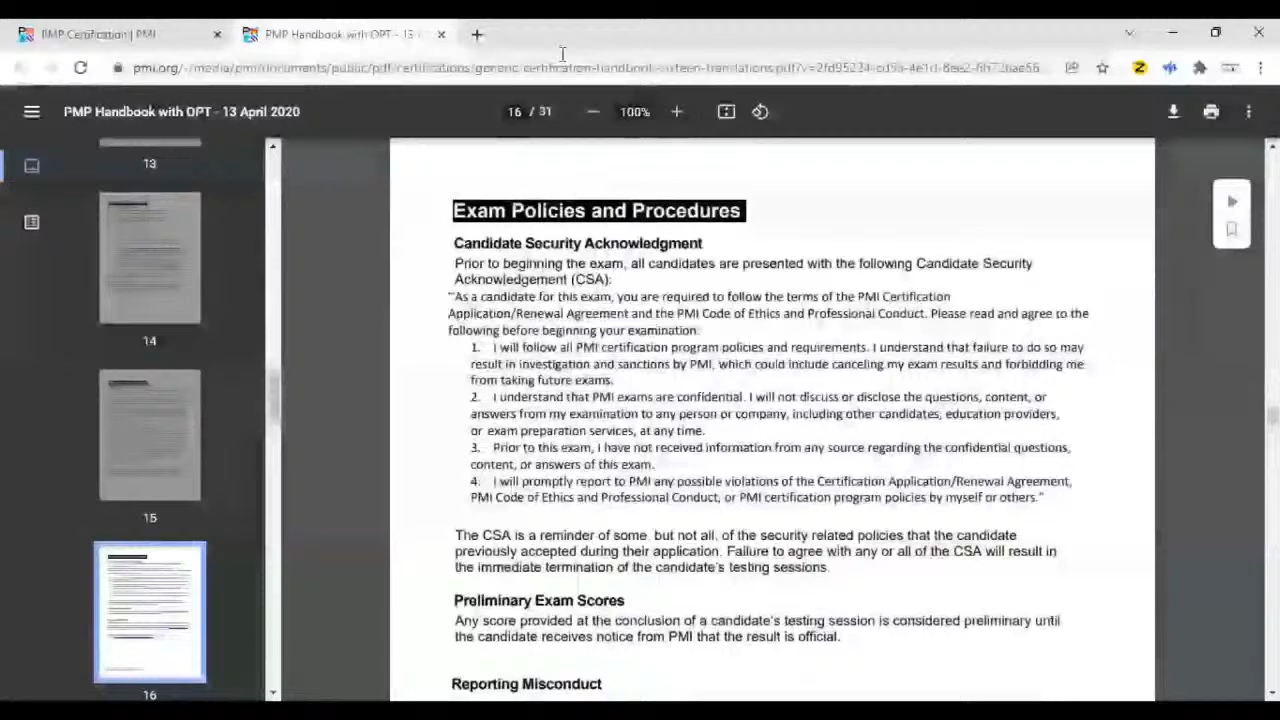 PMP Certification | PMI
PMP Handbook with OPT - 13
PMP Handbook with OPT - 13 April 2020
16 / 31
100%
13
14
15
16
Exam Policies and Procedures
Candidate Security Acknowledgment
Prior to beginning the exam, all candidates are presented with the following Candidate Security
Acknowledgement (CSA):
"As a candidate for this exam, you are required to follow the terms of the PMI Certification
Application/Renewal Agreement and the PMI Code of Ethics and Professional Conduct. Please read and agree to the
following before beginning your examination:
1. I will follow all PMI certification program policies and requirements. I understand that failure to do so may
result in investigation and sanctions by PMI, which could include canceling my exam results and forbidding me
from taking future exams.
2. I understand that PMI exams are confidential. I will not discuss or disclose the questions, content, or
answers from my examination to any person or company, including other candidates, education providers,
or exam preparation services, at any time.
3. Prior to this exam, I have not received information from any source regarding the confidential questions,
content, or answers of this exam.
4. I will promptly report to PMI any possible violations of the Certification Application/Renewal Agreement,
PMI Code of Ethics and Professional Conduct, or PMI certification program policies by myself or others."
The CSA is a reminder of some, but not all, of the security related policies that the candidate
previously accepted during their application. Failure to agree with any or all of the CSA will result in
the immediate termination of the candidate's testing sessions.
Preliminary Exam Scores
Any score provided at the conclusion of a candidate's testing session is considered preliminary until
the candidate receives notice from PMI that the result is official.
Reporting Misconduct